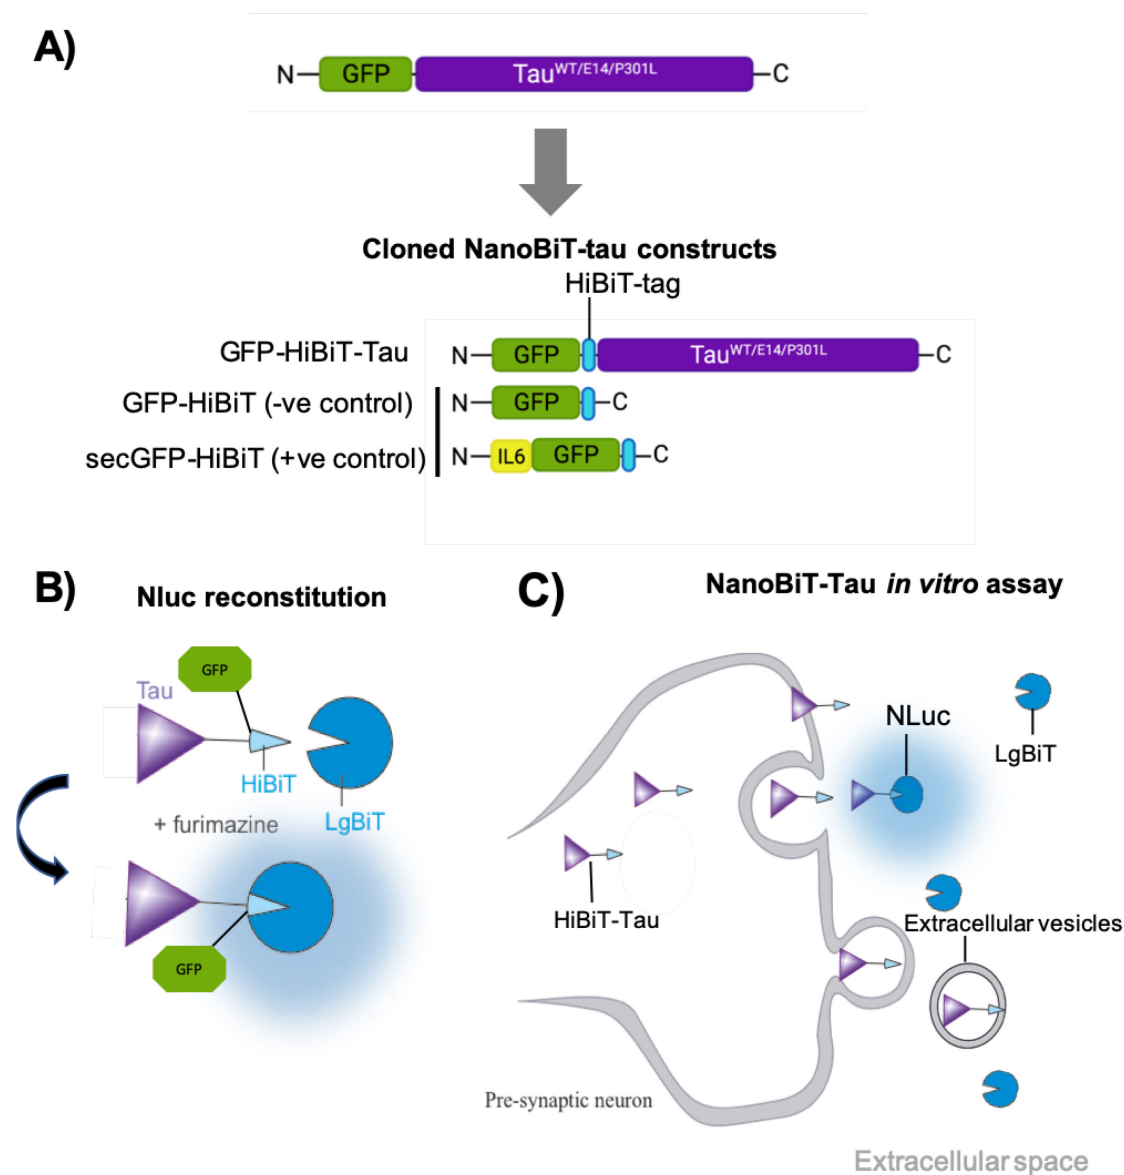 A)
N GFP Tau^WT/E14/P301L C
Cloned NanoBiT-tau constructs
HiBiT-tag
GFP-HiBiT-Tau N GFP Tau^WT/E14/P301L C
GFP-HiBiT (-ve control) N GFP C
secGFP-HiBiT (+ve control) N IL6 GFP C
B)
Nluc reconstitution
GFP
Tau
HiBiT
LgBiT
+ furimazine
GFP
C)
NanoBiT-Tau in vitro assay
NLuc
LgBiT
HiBiT-Tau
Extracellular vesicles
Pre-synaptic neuron
Extracellular space